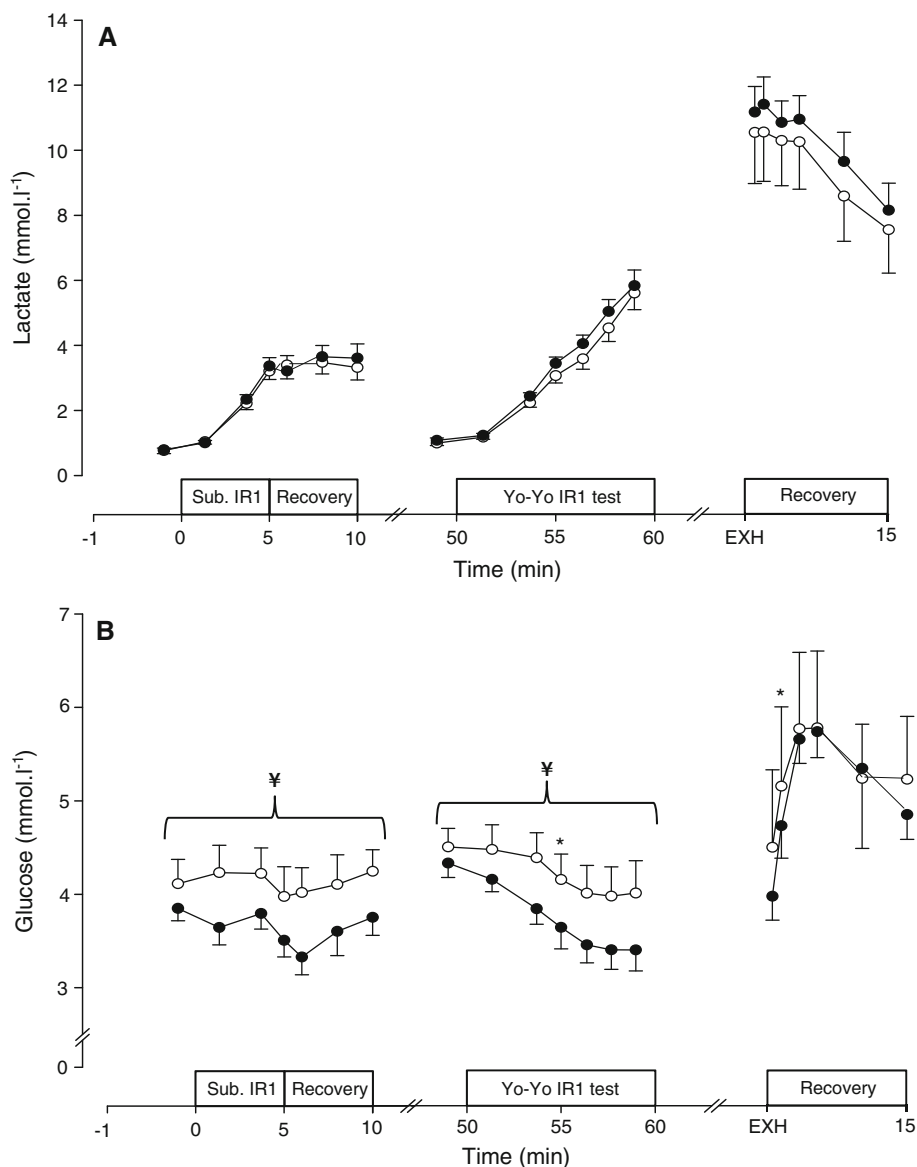 A
Lactate (mmol.l⁻¹)
14
12
10
8
6
4
2
0
Sub. IR1 Recovery Yo-Yo IR1 test Recovery
-1 0 5 10 50 55 60 EXH 15
Time (min)
B
Glucose (mmol.l⁻¹)
7
6
5
4
3
0
¥ ¥ * *
Sub. IR1 Recovery Yo-Yo IR1 test Recovery
-1 0 5 10 50 55 60 EXH 15
Time (min)